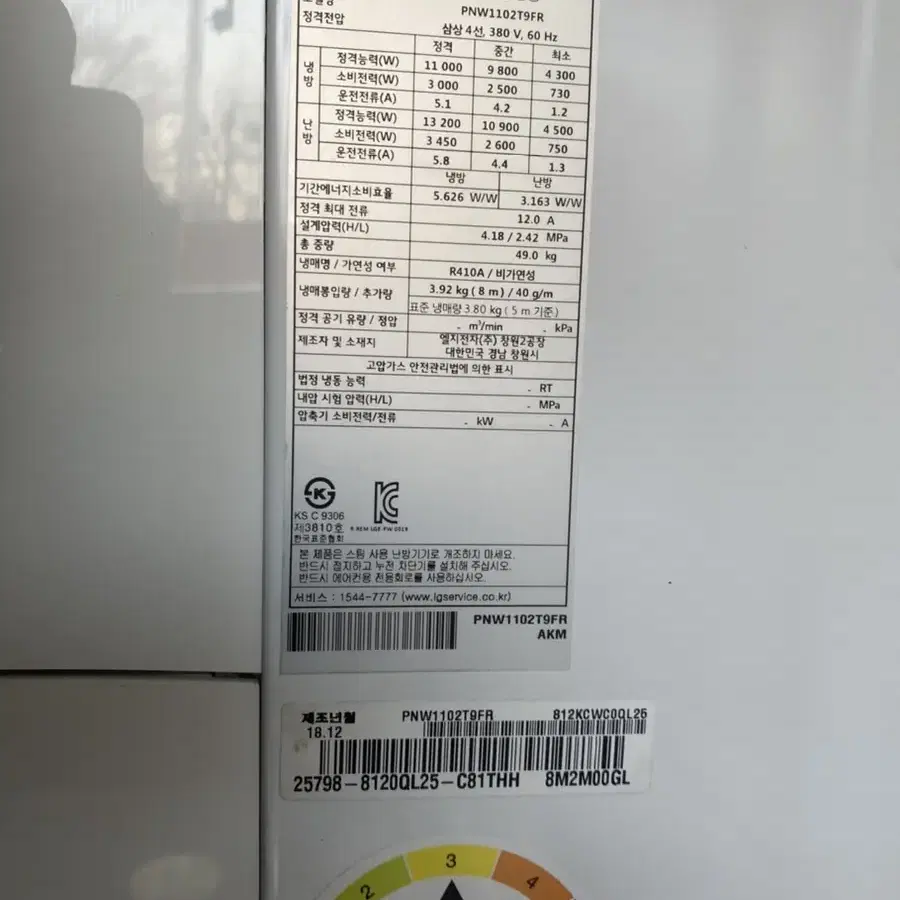 PNW1102T9FR
정격전압 삼상 4선, 380 V, 60 Hz
정격 중간 최소
냉방 정격능력(W) 11 000 9 800 4 300
소비전력(W) 3 000 2 500 730
운전전류(A) 5.1 4.2 1.2
난방 정격능력(W) 13 200 10 900 4 500
소비전력(W) 3 450 2 600 750
운전전류(A) 5.8 4.4 1.3
냉방 난방
기간에너지소비효율 5.626 W/W 3.163 W/W
정격 최대 전류 12.0 A
설계압력(H/L) 4.18 / 2.42 MPa
총 중량 49.0 kg
냉매명 / 가연성 여부 R410A / 비가연성
냉매봉입량 / 추가량 3.92 kg ( 8 m ) / 40 g/m
표준 냉매량 3.80 kg ( 5 m 기준 )
정격 공기 유량 / 정압 - m³/min - kPa
제조자 및 소재지 엘지전자(주) 창원2공장
대한민국 경남 창원시
고압가스 안전관리법에 의한 표시
법정 냉동 능력 - RT
내압 시험 압력(H/L) - MPa
압축기 소비전력/전류 - kW - A
KS C 9306
제3810호
한국표준협회
본 제품은 스팀 사용 난방기기로 개조하지 마세요.
반드시 접지하고 누전 차단기를 설치해 주십시오.
반드시 에어컨용 전용회로를 사용하십시오.
서비스 : 1544-7777 (www.lgservice.co.kr)
PNW1102T9FR
AKM
제조년월 PNW1102T9FR 812KCWC0QL25
18.12
25798-8120QL25-C81THH 8M2M00GL
2 3 4